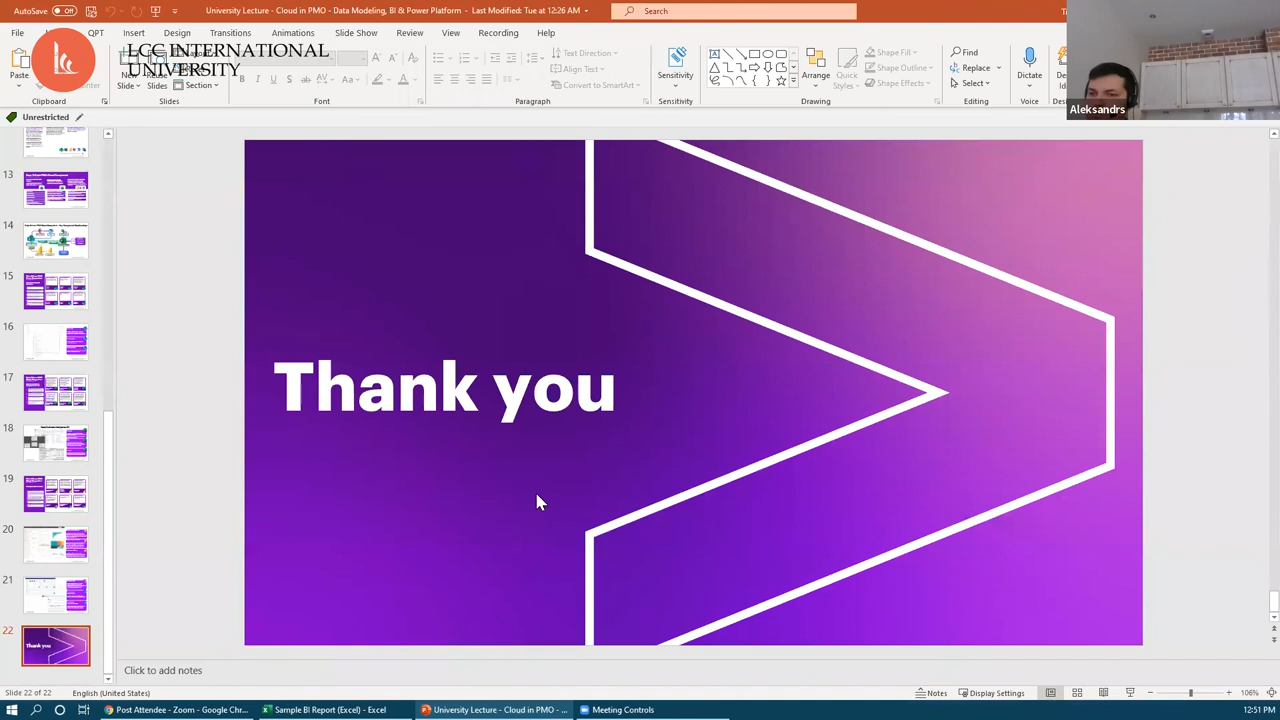 AutoSave Off
University Lecture - Cloud in PMO - Data Modeling, BI & Power Platform - Last Modified: Tue at 12:26 AM
Search
File
Insert
Design
Transitions
Animations
Slide Show
Review
View
Recording
Help
QPT
LCC INTERNATIONAL
UNIVERSITY
Paste
Clipboard
Slide
Slides
Section
Slides
Font
Text Direction
Align Text
Convert to SmartArt
Paragraph
Sensitivity
Sensitivity
Arrange
Quick
Styles
Shape Fill
Shape Outline
Shape Effects
Drawing
Find
Replace
Select
Editing
Dictate
Voice
Aleksandrs
Unrestricted
13
14
15
16
17
18
19
20
21
22
Thank you
Thank you
Click to add notes
Slide 22 of 22
English (United States)
Notes
Display Settings
106%
Post Attendee - Zoom - Google Chr...
Sample BI Report (Excel) - Excel
University Lecture - Cloud in PMO - ...
Meeting Controls
12:51 PM